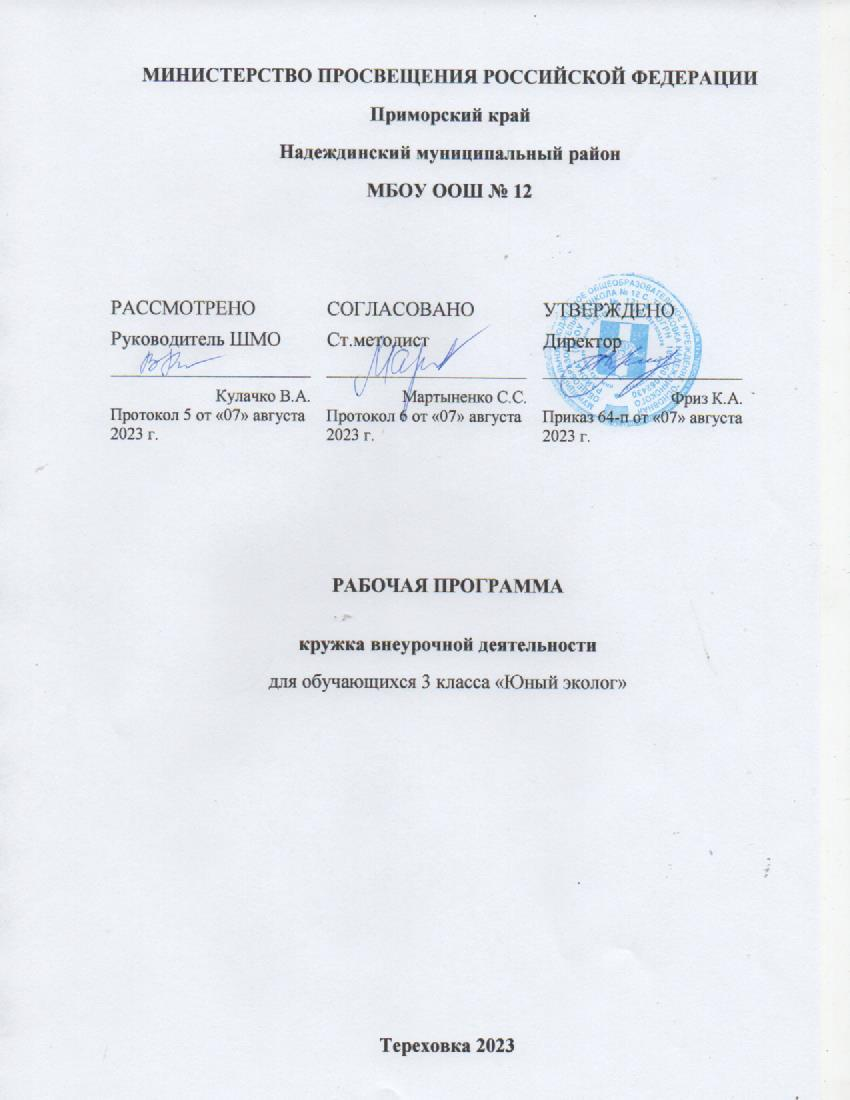 МИНИСТЕРСТВО ПРОСВЕЩЕНИЯ РОССИЙСКОЙ ФЕДЕРАЦИИ
Приморский край
Надеждинский муниципальный район
МБОУ ООШ № 12
РАССМОТРЕНО
Руководитель ШМО
Кулачко В.А.
Протокол 5 от «07» августа
2023 г.
СОГЛАСОВАНО
Ст.методист
Мартыненко С.С.
Протокол 6 от «07» августа
2023 г.
УТВЕРЖДЕНО
Директор
Фриз К.А.
Приказ 64-п от «07» августа
2023 г.
РАБОЧАЯ ПРОГРАММА
кружка внеурочной деятельности
для обучающихся 3 класса «Юный эколог»
Тереховка 2023